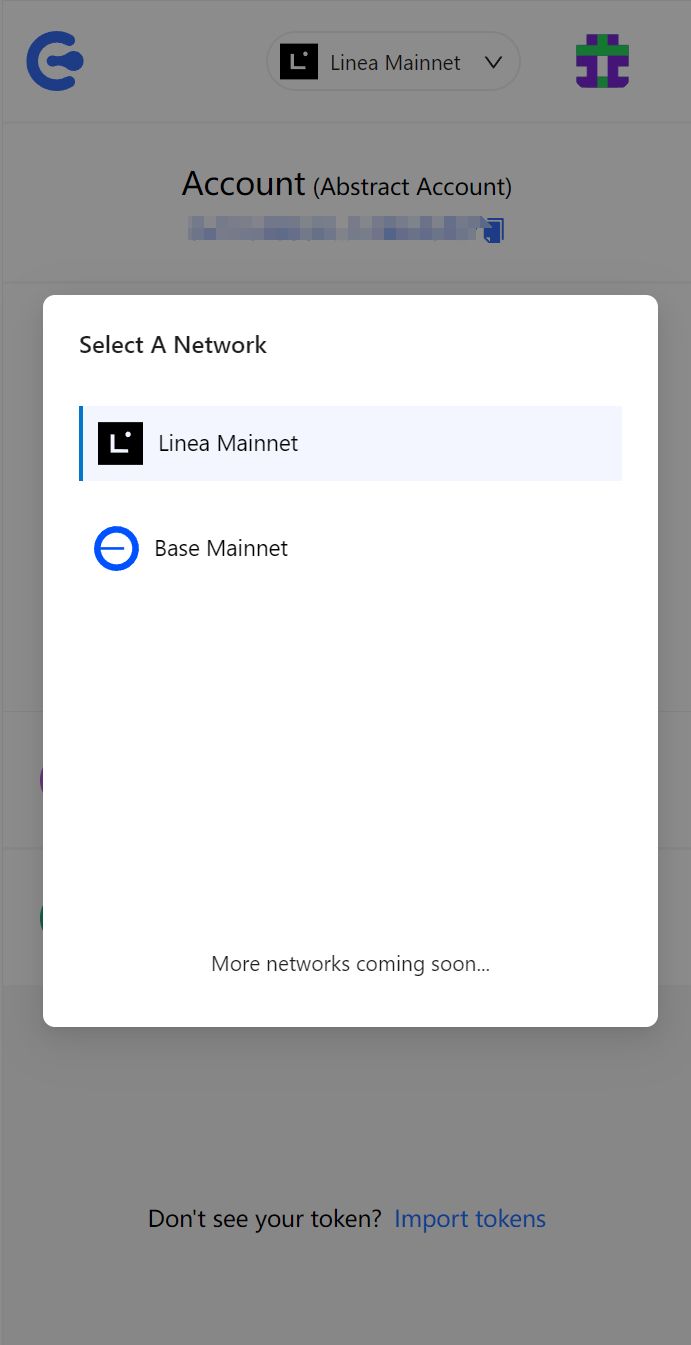 Linea Mainnet
Account (Abstract Account)
Select A Network
Linea Mainnet
Base Mainnet
More networks coming soon...
Don't see your token? Import tokens